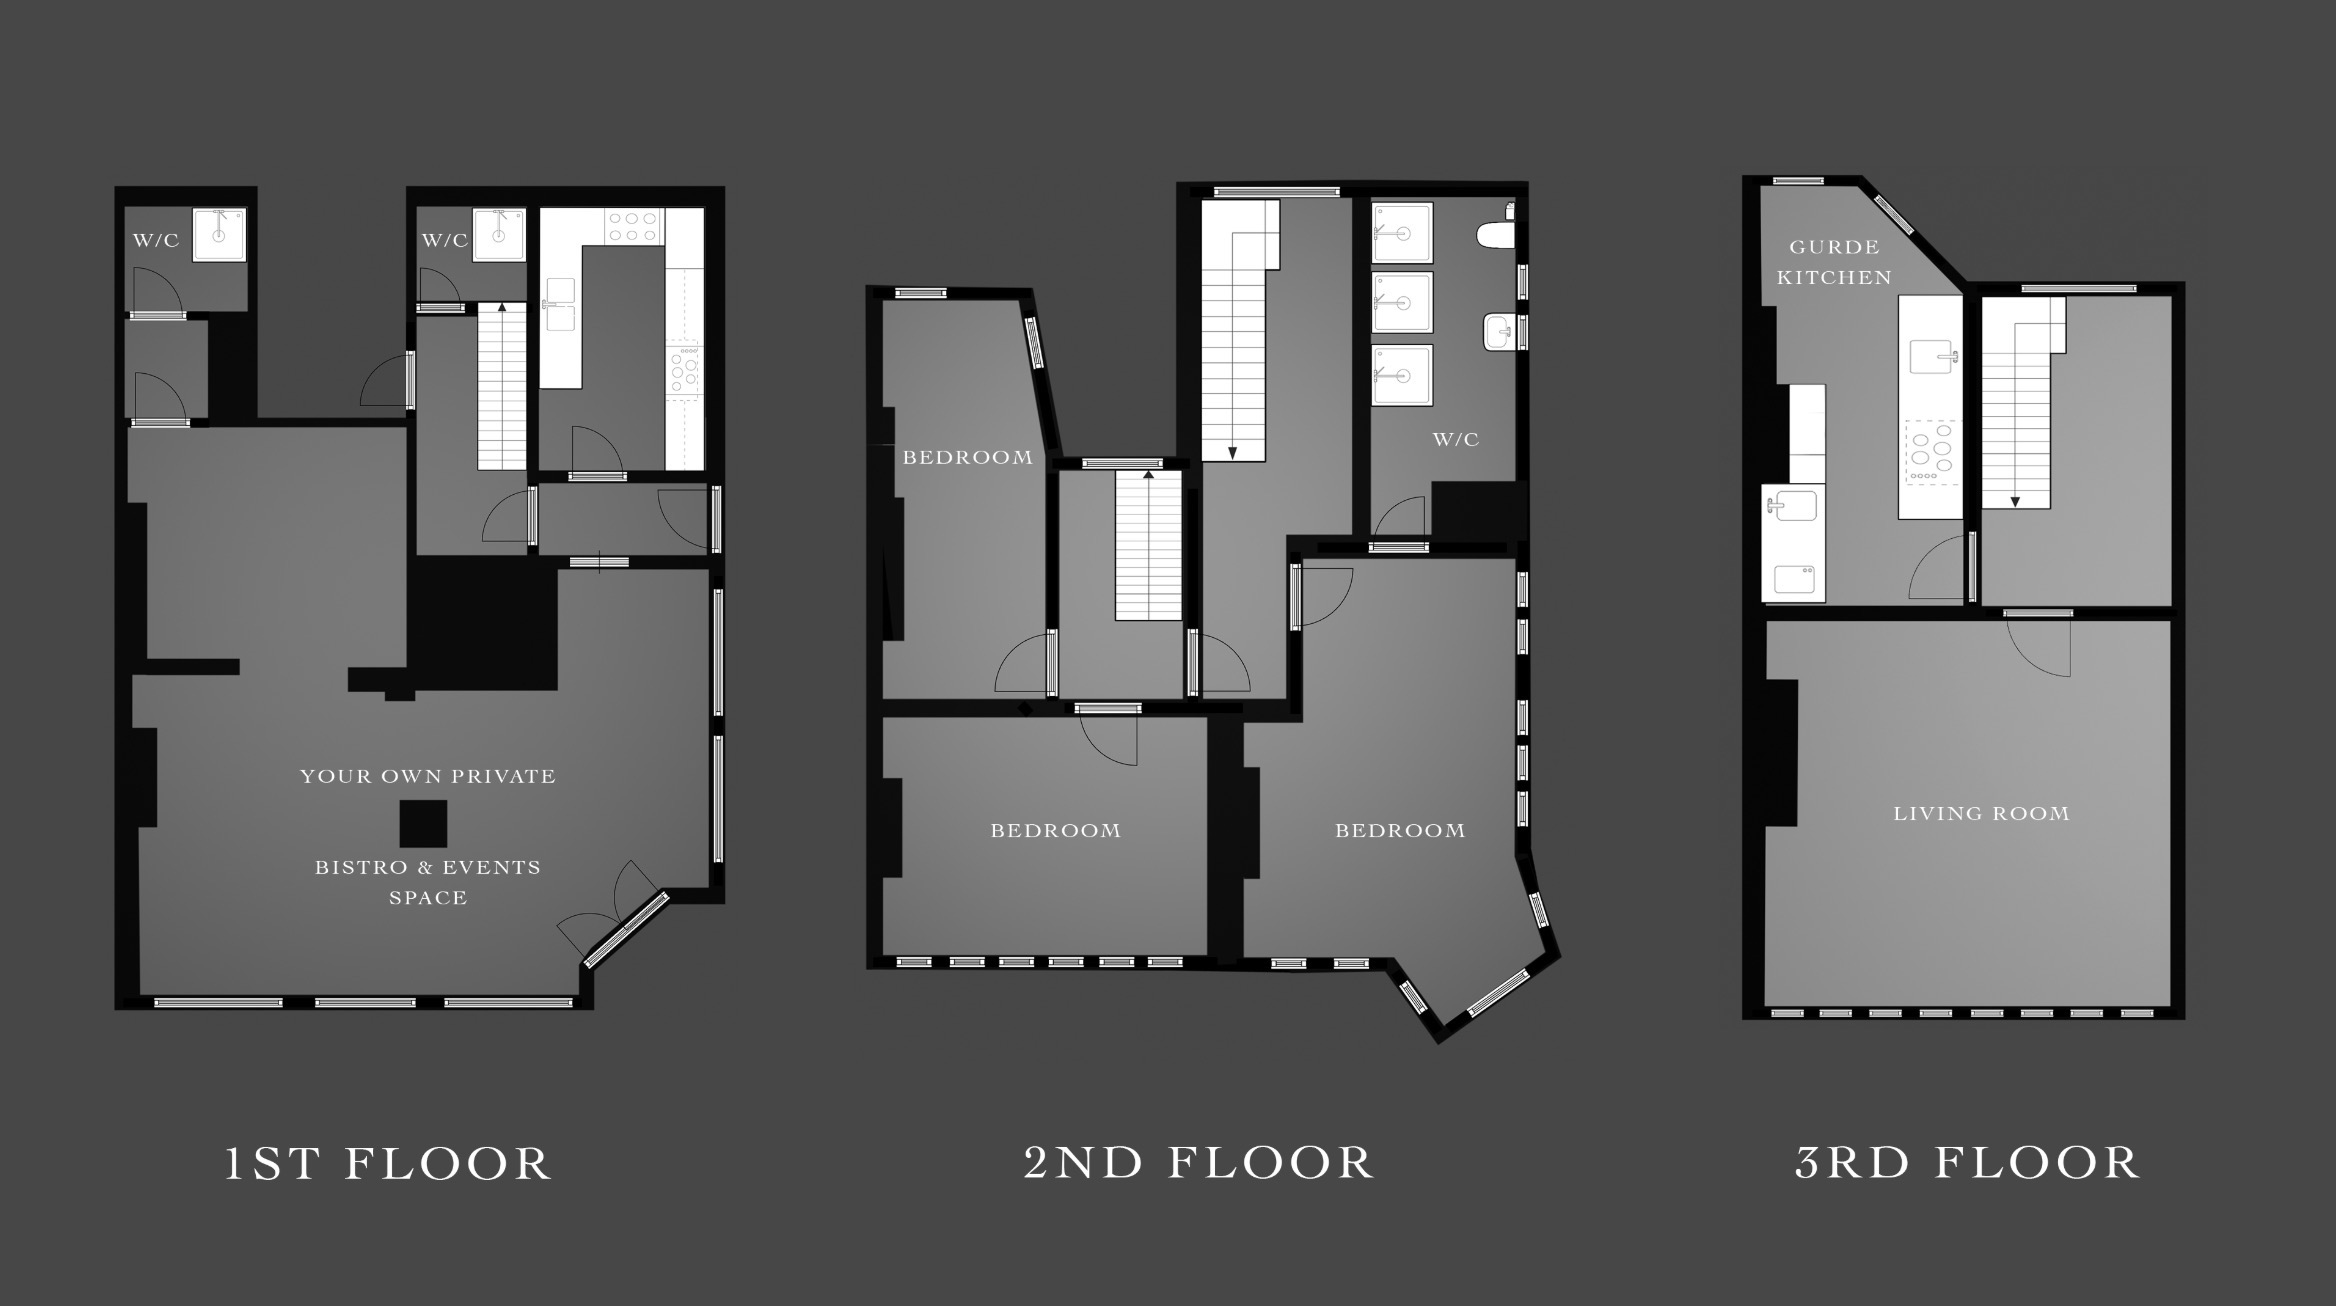 W/C
W/C
YOUR OWN PRIVATE
BISTRO & EVENTS
SPACE
1ST FLOOR
BEDROOM
W/C
BEDROOM
BEDROOM
2ND FLOOR
GURDE
KITCHEN
LIVING ROOM
3RD FLOOR